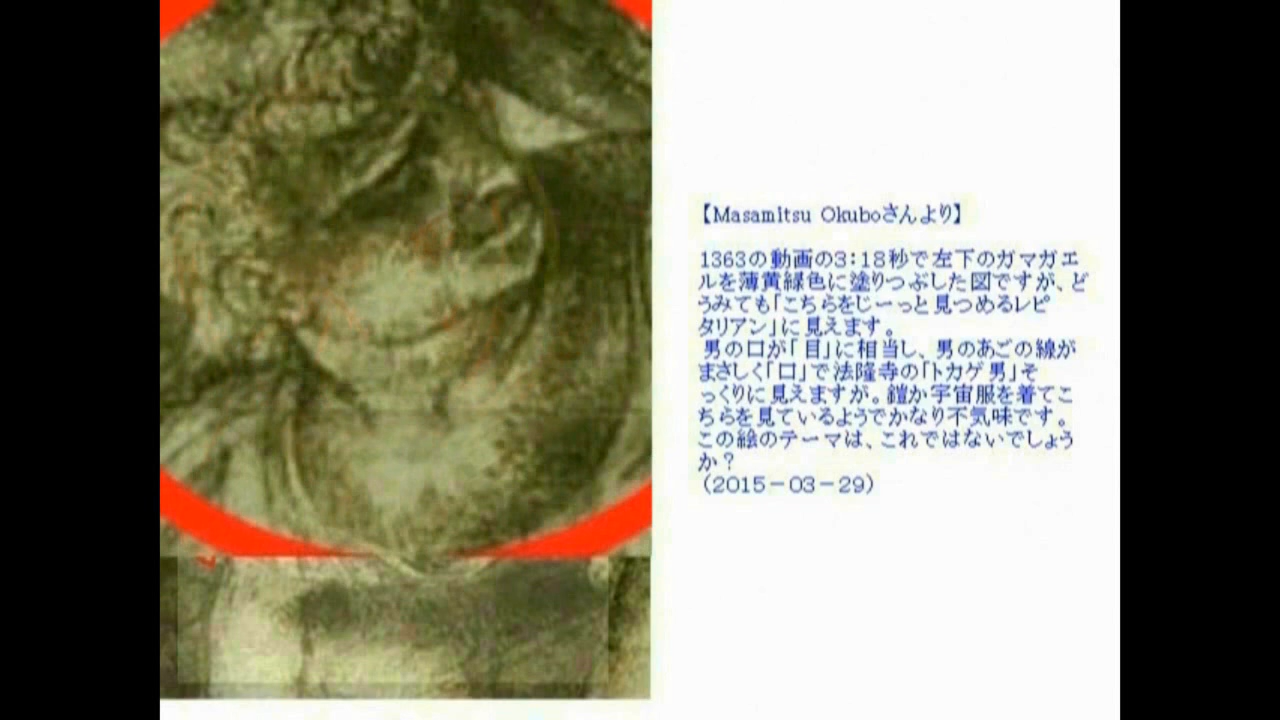 【Masamitsu Okuboさんより】
1363の動画の3：18秒で左下のガマガエ
ルを薄黄緑色に塗りつぶした図ですが、ど
うみても「こちらをじーっと見つめるレピ
タリアン」に見えます。
男の口が「目」に相当し、男のあごの線が
まさしく「口」で法隆寺の「トカゲ男」そ
っくりに見えますが。鎧か宇宙服を着てこ
ちらを見ているようでかなり不気味です。
この絵のテーマは、これではないでしょう
か？
（2015－03－29）